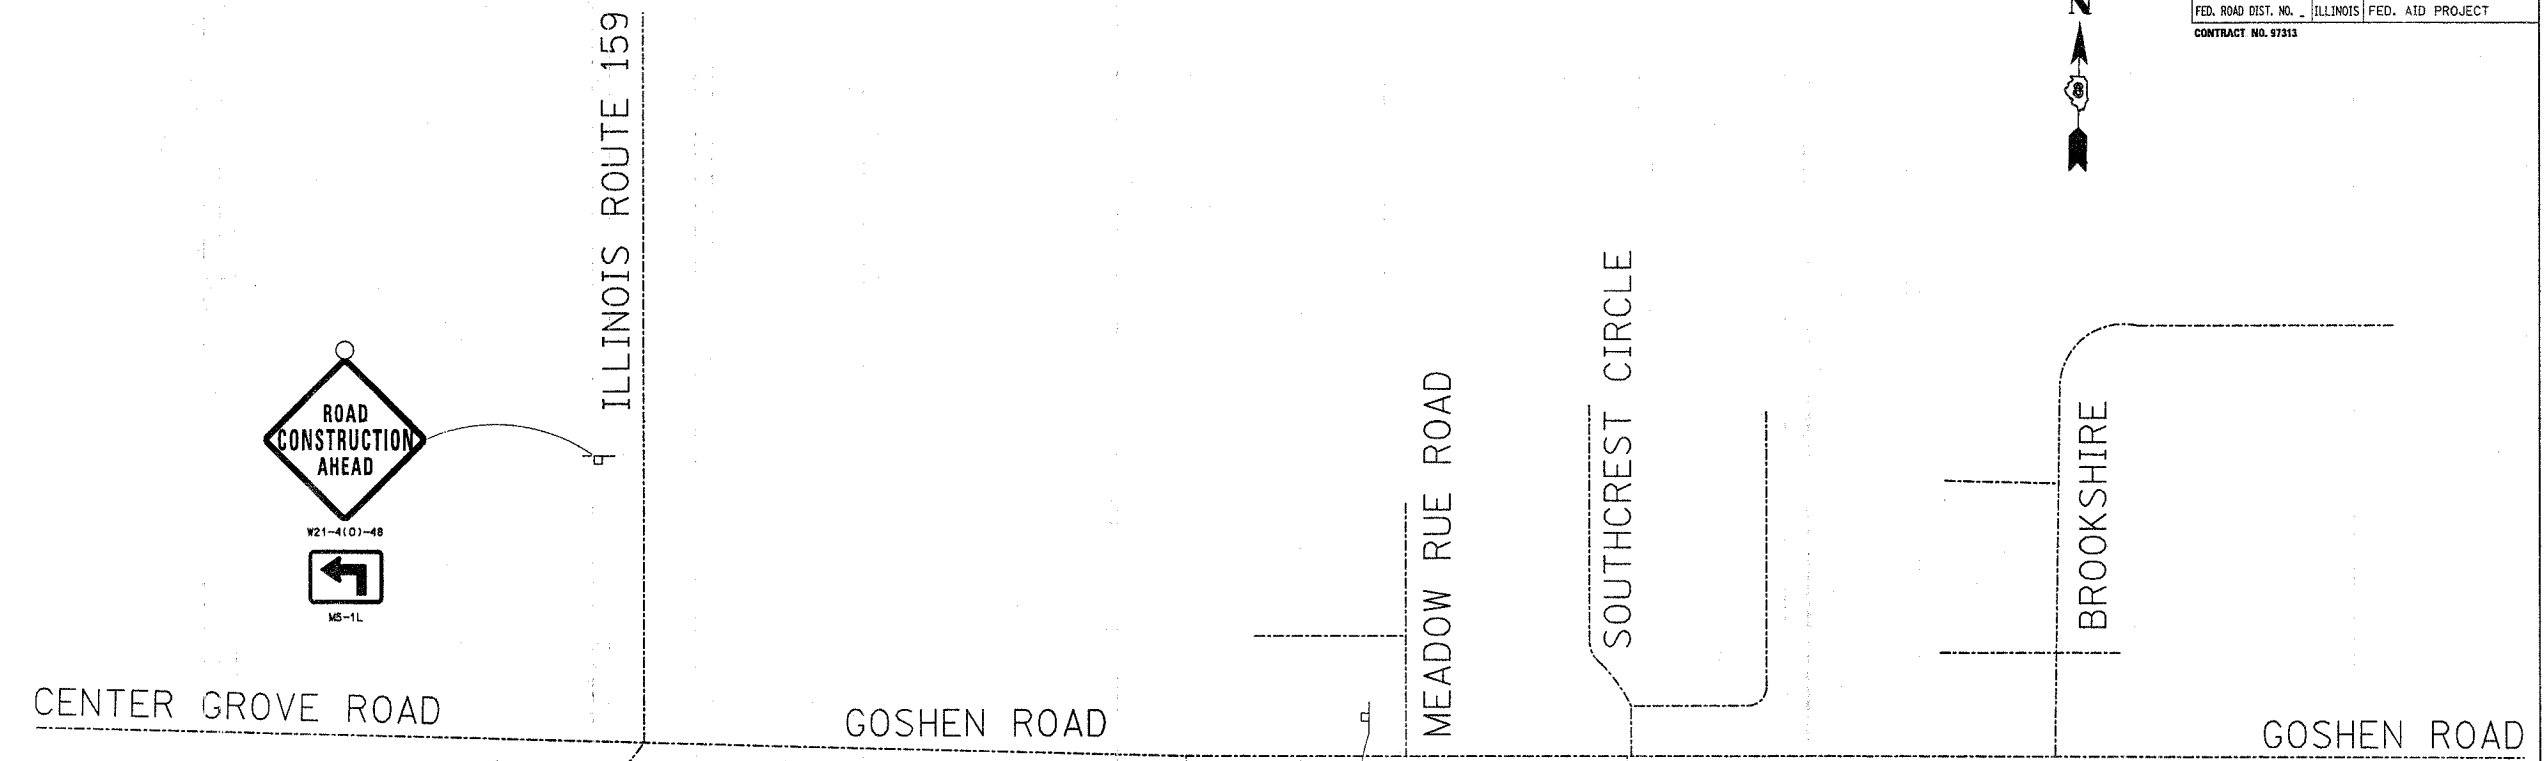 N
FED. ROAD DIST. NO. _ ILLINOIS FED. AID PROJECT
CONTRACT NO. 97313
8
ILLINOIS ROUTE 159
ROAD
CONSTRUCTION
AHEAD
W21-4(O)-48
M5-1L
CENTER GROVE ROAD
GOSHEN ROAD
MEADOW RUE ROAD
SOUTHCREST CIRCLE
BROOKSHIRE
GOSHEN ROAD